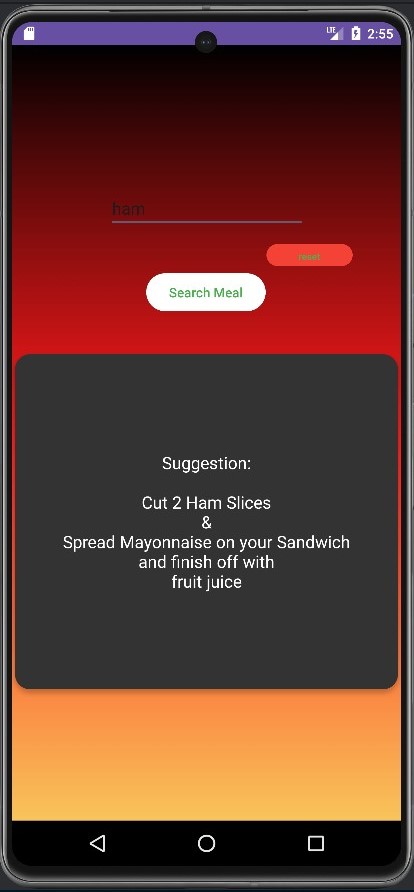 LTE
2:55
ham
reset
Search Meal
Suggestion:
Cut 2 Ham Slices
&
Spread Mayonnaise on your Sandwich
and finish off with
fruit juice